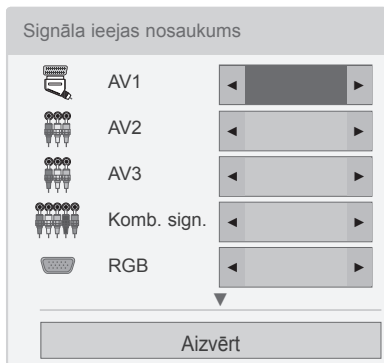 Signāla ieejas nosaukums
AV1
AV2
AV3
Komb. sign.
RGB
Aizvērt